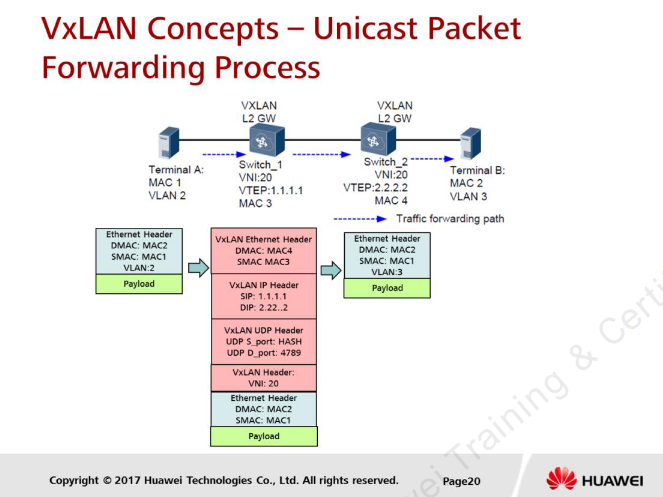 VxLAN Concepts – Unicast Packet
Forwarding Process
VXLAN
L2 GW
VXLAN
L2 GW
Terminal A:
MAC 1
VLAN 2
Switch_1
VNI:20
VTEP:1.1.1.1
MAC 3
Switch_2
VNI:20
VTEP:2.2.2.2
MAC 4
Terminal B:
MAC 2
VLAN 3
Traffic forwarding path
Ethernet Header
DMAC: MAC2
SMAC: MAC1
VLAN:2
Payload
VxLAN Ethernet Header
DMAC: MAC4
SMAC MAC3
VxLAN IP Header
SIP: 1.1.1.1
DIP: 2.22..2
VxLAN UDP Header
UDP S_port: HASH
UDP D_port: 4789
VxLAN Header:
VNI: 20
Ethernet Header
DMAC: MAC2
SMAC: MAC1
Payload
Ethernet Header
DMAC: MAC2
SMAC: MAC1
VLAN:3
Payload
Training & Certi
Copyright © 2017 Huawei Technologies Co., Ltd. All rights reserved.
Page20
HUAWEI